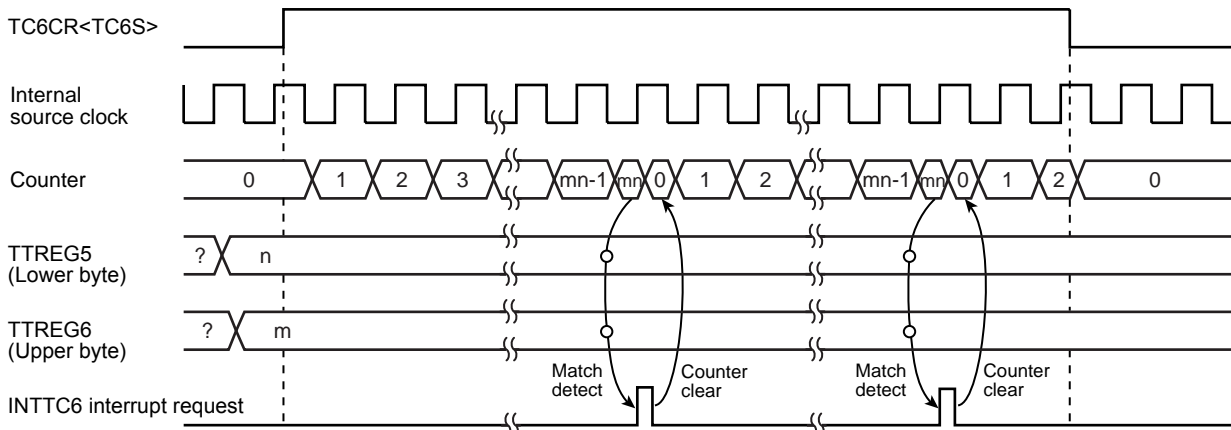 TC6CR<TC6S>
Internal
source clock
Counter
0 1 2 3 mn-1 mn 0 1 2 mn-1 mn 0 1 2 0
TTREG5
(Lower byte)
? n
TTREG6
(Upper byte)
? m
Match
detect
Counter
clear
Match
detect
Counter
clear
INTTC6 interrupt request